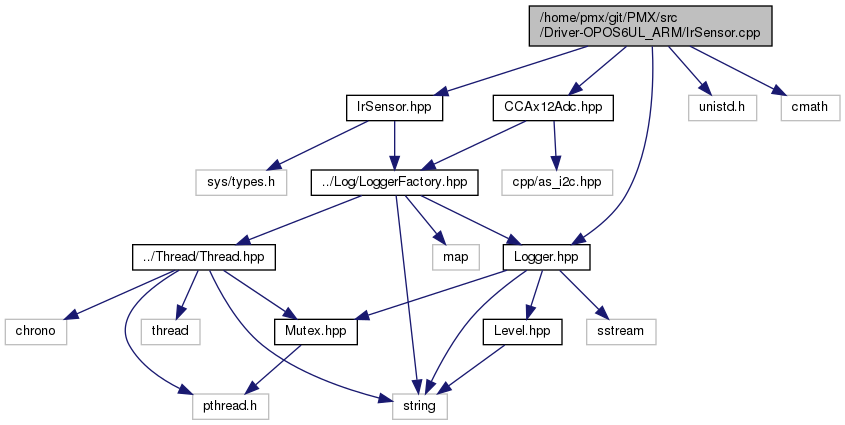 /home/pmx/git/PMX/src
/Driver-OPOS6UL_ARM/IrSensor.cpp
IrSensor.hpp
CCAx12Adc.hpp
unistd.h
cmath
sys/types.h
../Log/LoggerFactory.hpp
cpp/as_i2c.hpp
../Thread/Thread.hpp
map
Logger.hpp
chrono
thread
Mutex.hpp
Level.hpp
sstream
pthread.h
string